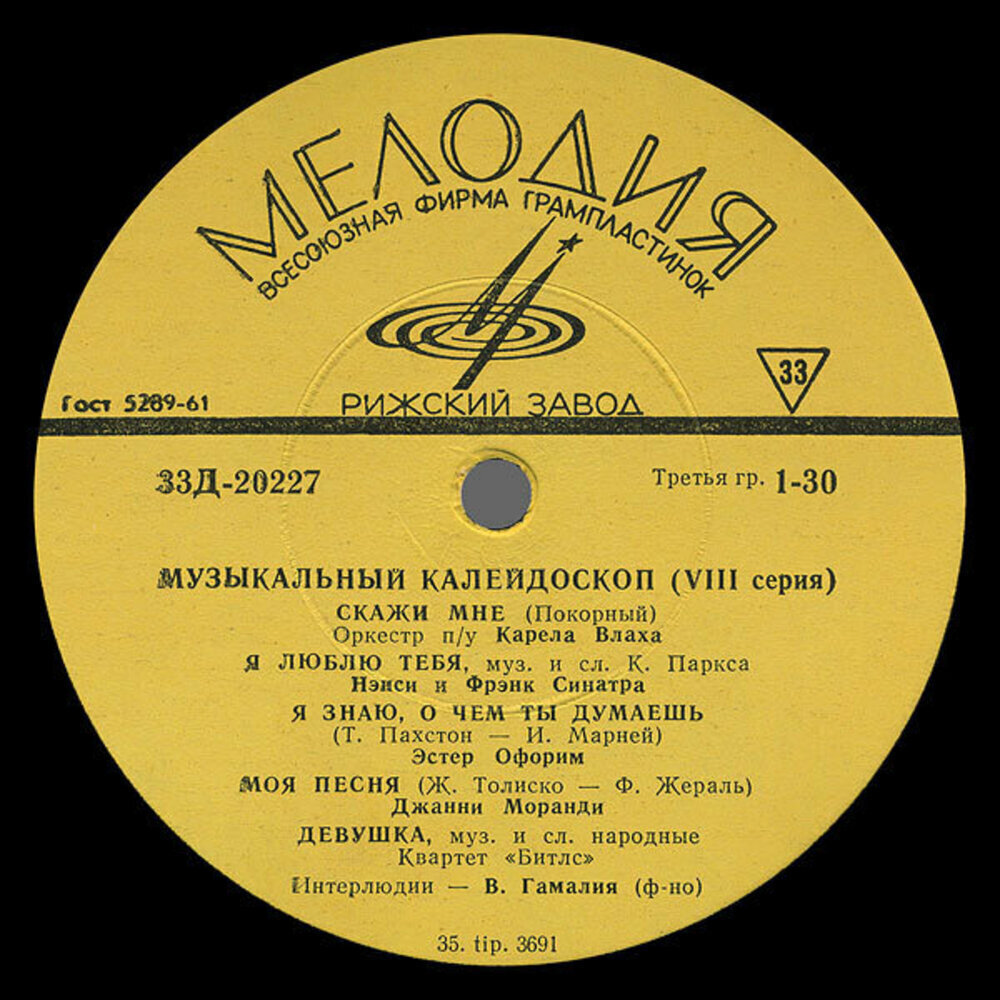 МЕЛОДИЯ
ВСЕСОЮЗНАЯ ФИРМА ГРАМПЛАСТИНОК
33
Гост 5289-61
РИЖСКИЙ ЗАВОД
33Д-20227
Третья гр. 1-30
МУЗЫКАЛЬНЫЙ КАЛЕЙДОСКОП (VIII серия)
СКАЖИ МНЕ (Покорный)
Оркестр п/у Карела Влаха
Я ЛЮБЛЮ ТЕБЯ, муз. и сл. К. Паркса
Нэнси и Фрэнк Синатра
Я ЗНАЮ, О ЧЕМ ТЫ ДУМАЕШЬ
(Т. Пахстон — И. Марней)
Эстер Офорим
МОЯ ПЕСНЯ (Ж. Толиско — Ф. Жераль)
Джанни Моранди
ДЕВУШКА, муз. и сл. народные
Квартет «Битлс»
Интерлюдии — В. Гамалия (ф-но)
35. tip. 3691